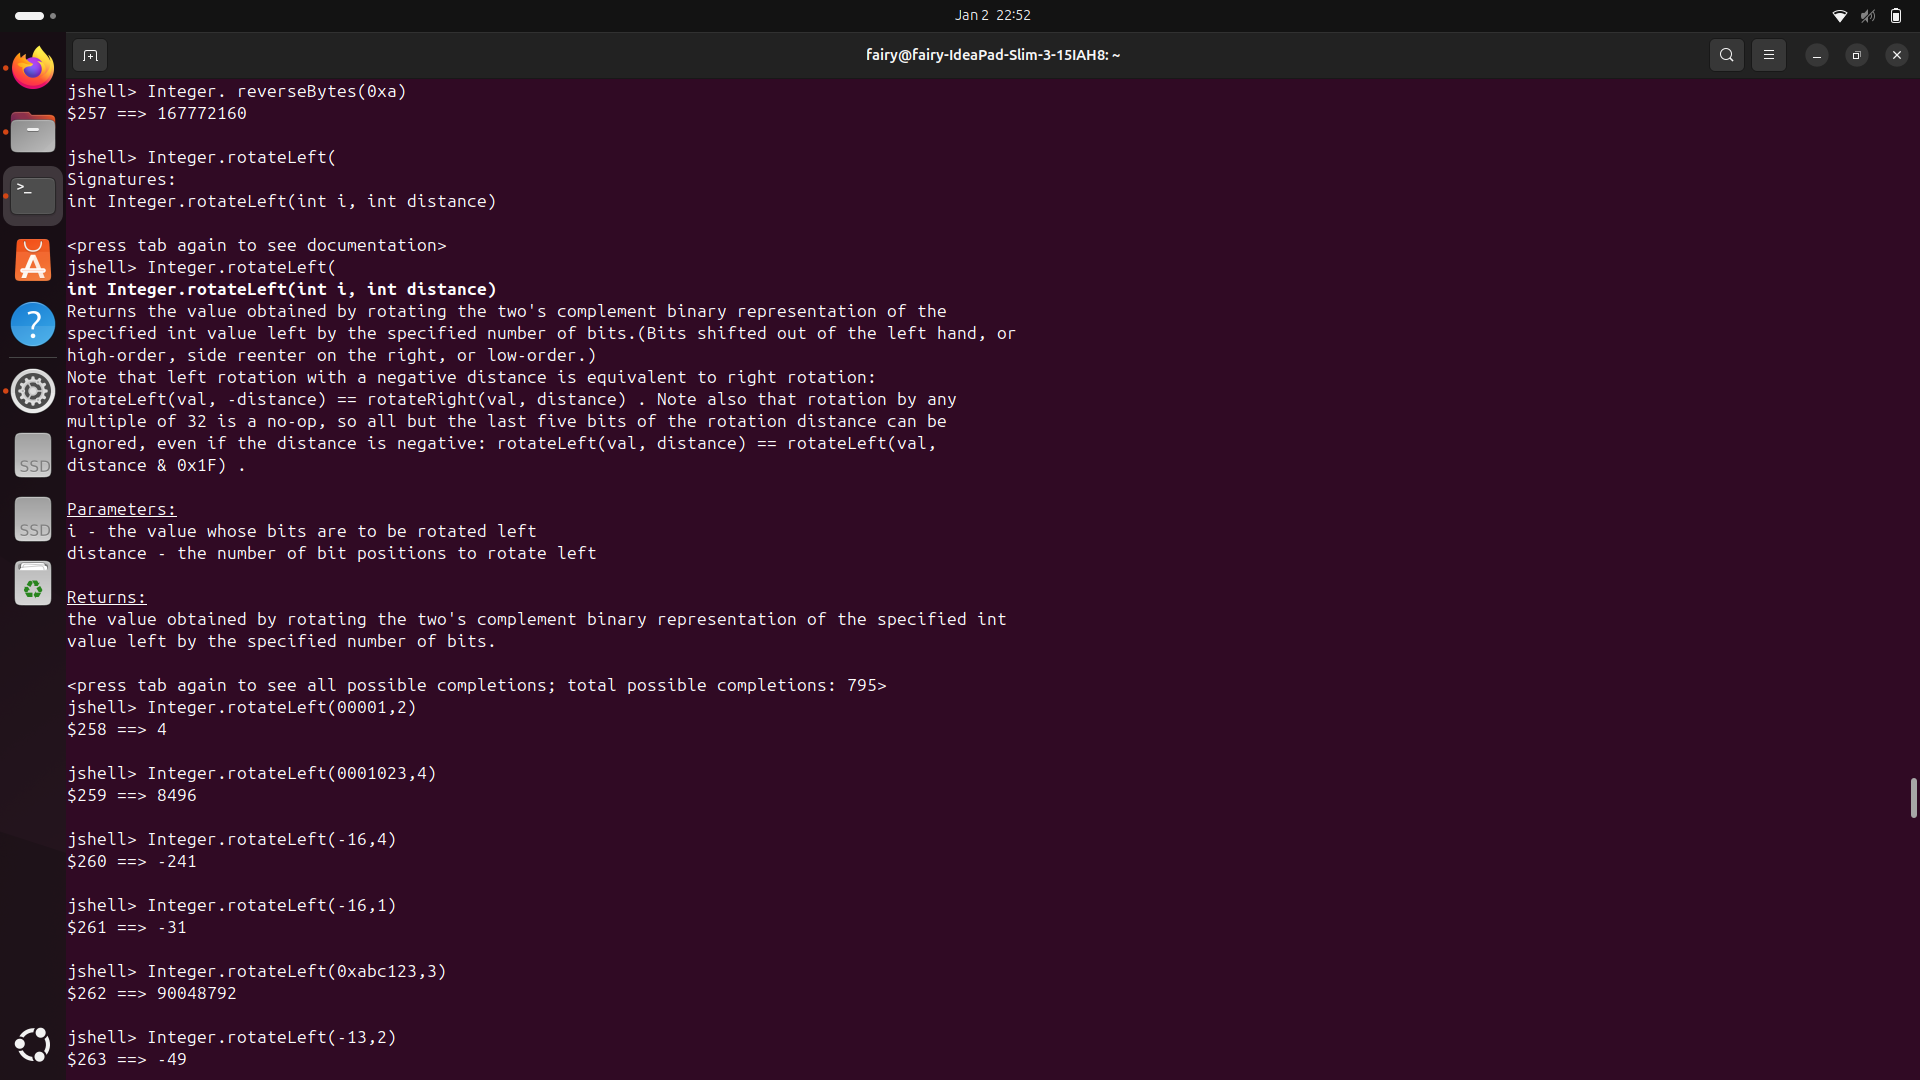 Jan 2 22:52
fairy@fairy-IdeaPad-Slim-3-15IAH8: ~
jshell> Integer. reverseBytes(0xa)
$257 ==> 167772160
jshell> Integer.rotateLeft(
Signatures:
int Integer.rotateLeft(int i, int distance)
<press tab again to see documentation>
jshell> Integer.rotateLeft(
int Integer.rotateLeft(int i, int distance)
Returns the value obtained by rotating the two's complement binary representation of the
specified int value left by the specified number of bits.(Bits shifted out of the left hand, or
high-order, side reenter on the right, or low-order.)
Note that left rotation with a negative distance is equivalent to right rotation:
rotateLeft(val, -distance) == rotateRight(val, distance) . Note also that rotation by any
multiple of 32 is a no-op, so all but the last five bits of the rotation distance can be
ignored, even if the distance is negative: rotateLeft(val, distance) == rotateLeft(val,
distance & 0x1F) .
Parameters:
i - the value whose bits are to be rotated left
distance - the number of bit positions to rotate left
Returns:
the value obtained by rotating the two's complement binary representation of the specified int
value left by the specified number of bits.
<press tab again to see all possible completions; total possible completions: 795>
jshell> Integer.rotateLeft(00001,2)
$258 ==> 4
jshell> Integer.rotateLeft(0001023,4)
$259 ==> 8496
jshell> Integer.rotateLeft(-16,4)
$260 ==> -241
jshell> Integer.rotateLeft(-16,1)
$261 ==> -31
jshell> Integer.rotateLeft(0xabc123,3)
$262 ==> 90048792
jshell> Integer.rotateLeft(-13,2)
$263 ==> -49
>_
A
?
SSD
SSD